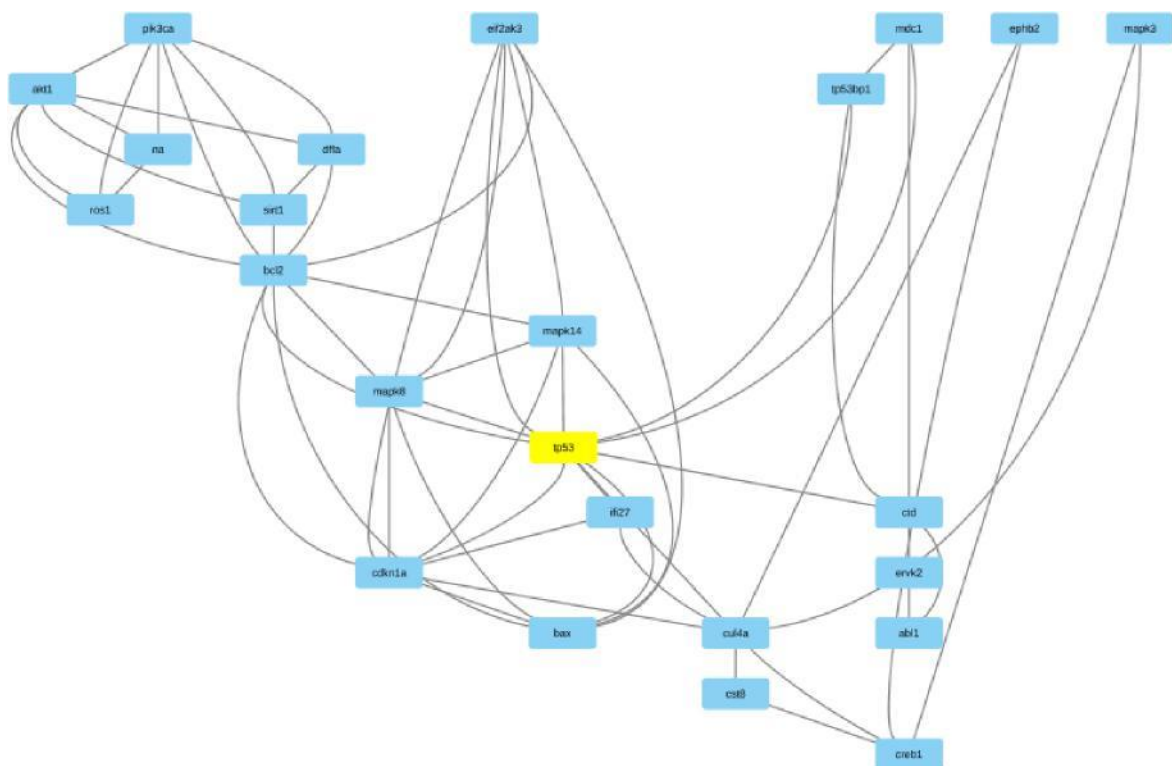 pik3ca
eif2ak3
mdc1
ephb2
mapk3
akt1
tp53bp1
na
dffa
ros1
sirt1
bcl2
mapk14
mapk8
tp53
ifi27
ctd
cdkn1a
ervk2
bax
cul4a
abl1
cst8
creb1